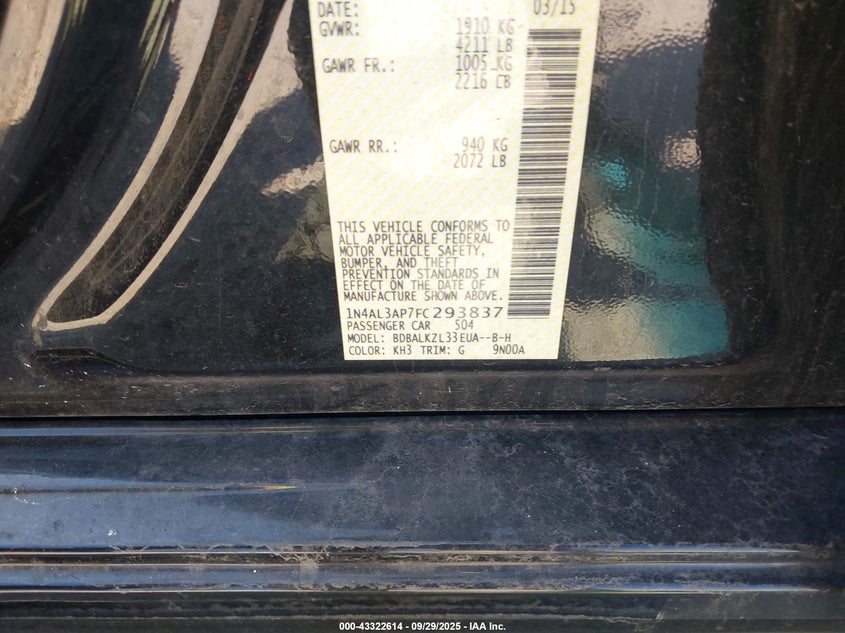 DATE: 03/15
GVWR: 1910 KG
4211 LB
GAWR FR.: 1005 KG
2216 LB
GAWR RR.: 940 KG
2072 LB
THIS VEHICLE CONFORMS TO
ALL APPLICABLE FEDERAL
MOTOR VEHICLE SAFETY,
BUMPER, AND THEFT
PREVENTION STANDARDS IN
EFFECT ON THE DATE OF
MANUFACTURE SHOWN ABOVE.
1N4AL3AP7FC293837
PASSENGER CAR S04
MODEL: BDBALKZL33EUA--B-H
COLOR: KH3 TRIM: G 9N00A
000-43322614 - 09/29/2025 - IAA Inc.